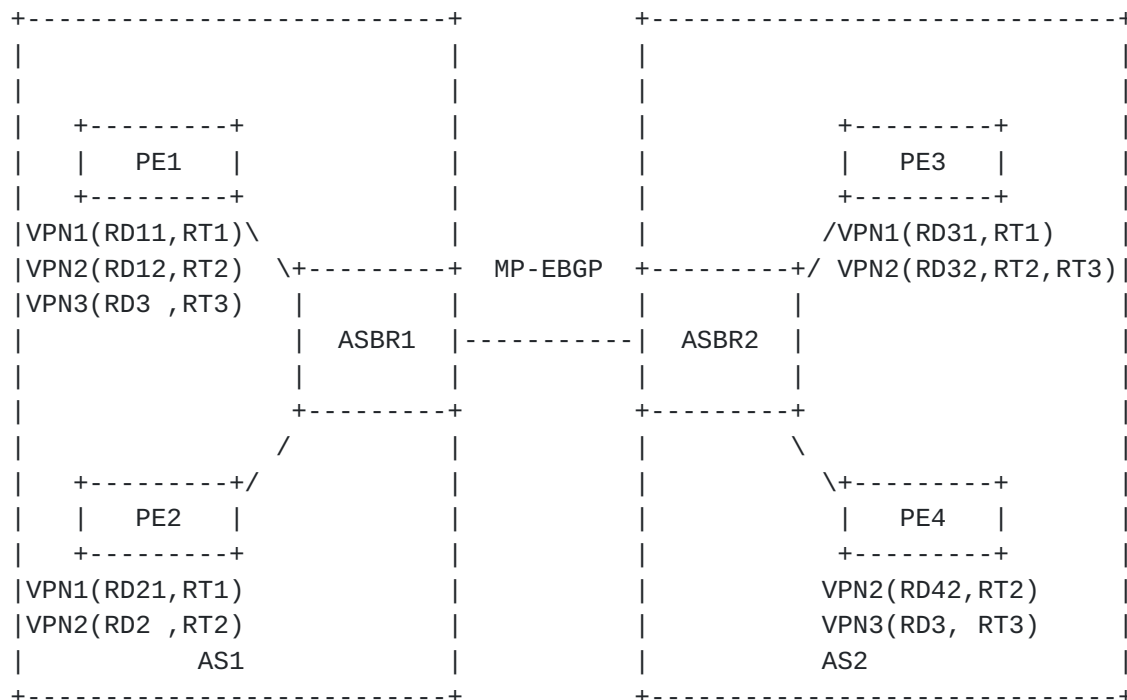 PE1 PE3
VPN1(RD11,RT1) VPN1(RD31,RT1)
VPN2(RD12,RT2) MP-EBGP VPN2(RD32,RT2,RT3)
VPN3(RD3 ,RT3)
ASBR1 ASBR2
PE2 PE4
VPN1(RD21,RT1) VPN2(RD42,RT2)
VPN2(RD2 ,RT2) VPN3(RD3, RT3)
AS1 AS2